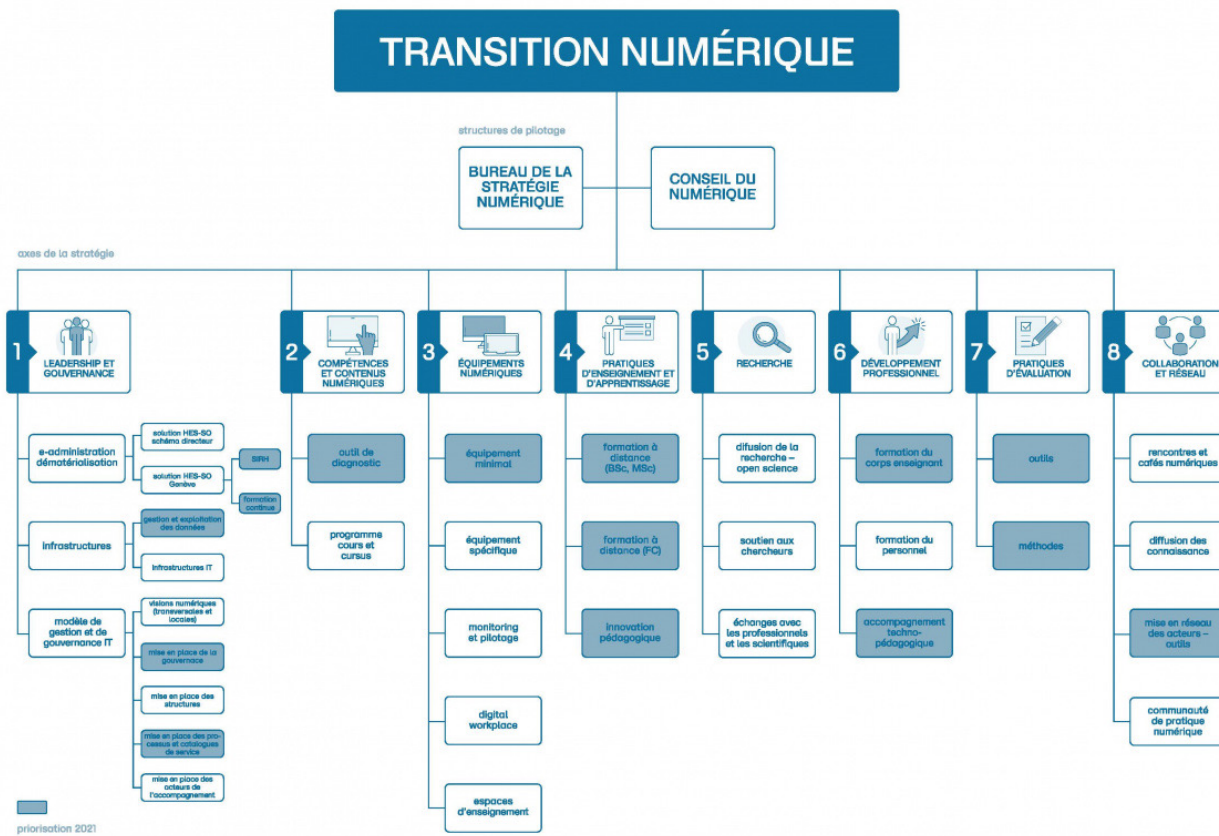 TRANSITION NUMÉRIQUE
structures de pilotage
BUREAU DE LA
STRATÉGIE
NUMÉRIQUE
CONSEIL DU
NUMÉRIQUE
axes de la stratégie
1
LEADERSHIP ET
GOUVERNANCE
2
COMPÉTENCES
ET CONTENUS
NUMÉRIQUES
3
ÉQUIPEMENTS
NUMÉRIQUES
4
PRATIQUES
D'ENSEIGNEMENT ET
D'APPRENTISSAGE
5
RECHERCHE
6
DÉVELOPPEMENT
PROFESSIONNEL
7
PRATIQUES
D'ÉVALUATION
8
COLLABORATION
ET RÉSEAU
e-administration
dématérialisation
solution HES-SO
schéma directeur
solution HES-SO
Genève
SIRH
formation
continue
infrastructures
gestion et exploitation
des données
infrastructures IT
modèle de
gestion et de
gouvernance IT
visions numériques
(transversales et
locales)
mise en place de la
gouvernace
mise en place des
structures
mise en place des pro-
cessus et catalogues
de service
mise en place des
acteurs de
l'accompagnement
outil de
diagnostic
programme
cours et
cursus
équipement
minimal
équipement
spécifique
monitoring
et pilotage
digital
workplace
espaces
d'enseignement
formation à
distance
(BSc, MSc)
formation à
distance (FC)
innovation
pédagogique
difusion de la
recherche –
open science
soutien aux
chercheurs
échanges avec
les professionnels
et les scientifiques
formation du
corps enseignant
formation du
personnel
accompagnement
techno-
pédagogique
outils
méthodes
rencontres et
cafés numériques
diffusion des
connaissance
mise en réseau
des acteurs –
outils
communauté
de pratique
numérique
priorisation 2021